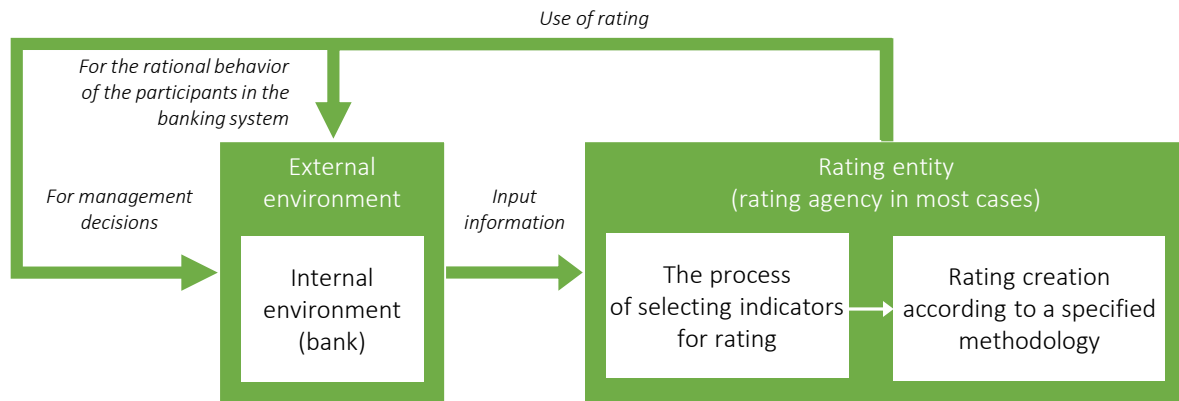 Use of rating
For the rational behavior
of the participants in the
banking system
External
environment
Rating entity
(rating agency in most cases)
For management
decisions
Input
information
Internal
environment
(bank)
The process
of selecting indicators
for rating
Rating creation
according to a specified
methodology